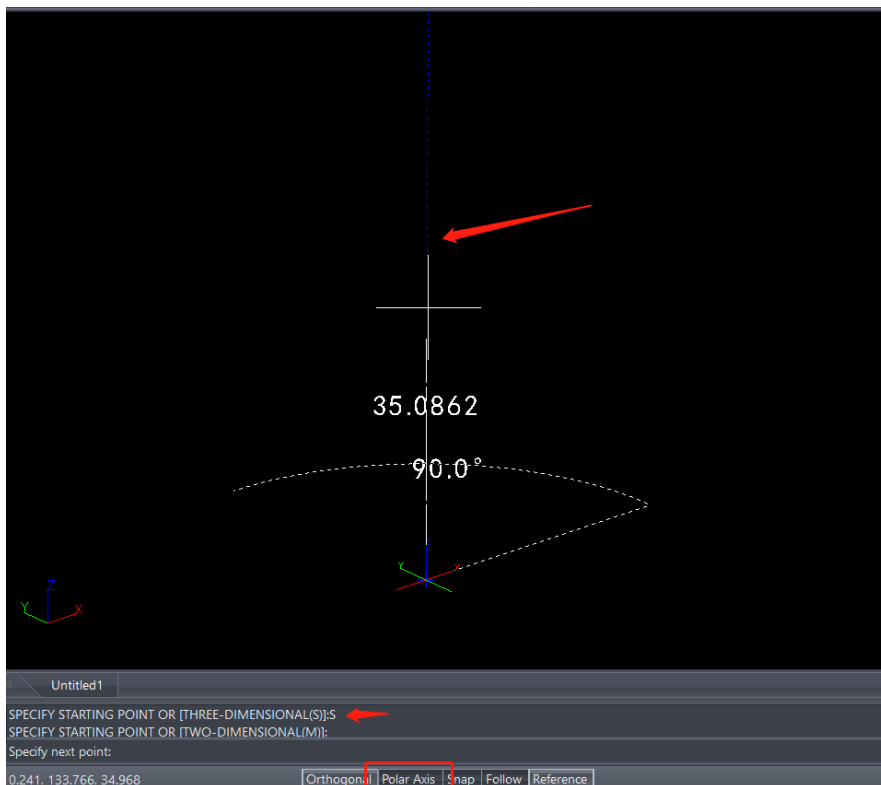 35.0862
90.0°
Y X
Z
Y X
Untitled1
SPECIFY STARTING POINT OR [THREE-DIMENSIONAL(S)]:S
SPECIFY STARTING POINT OR [TWO-DIMENSIONAL(M)]:
Specify next point:
0.241, 133.766, 34.968 Orthogonal Polar Axis Snap Follow Reference